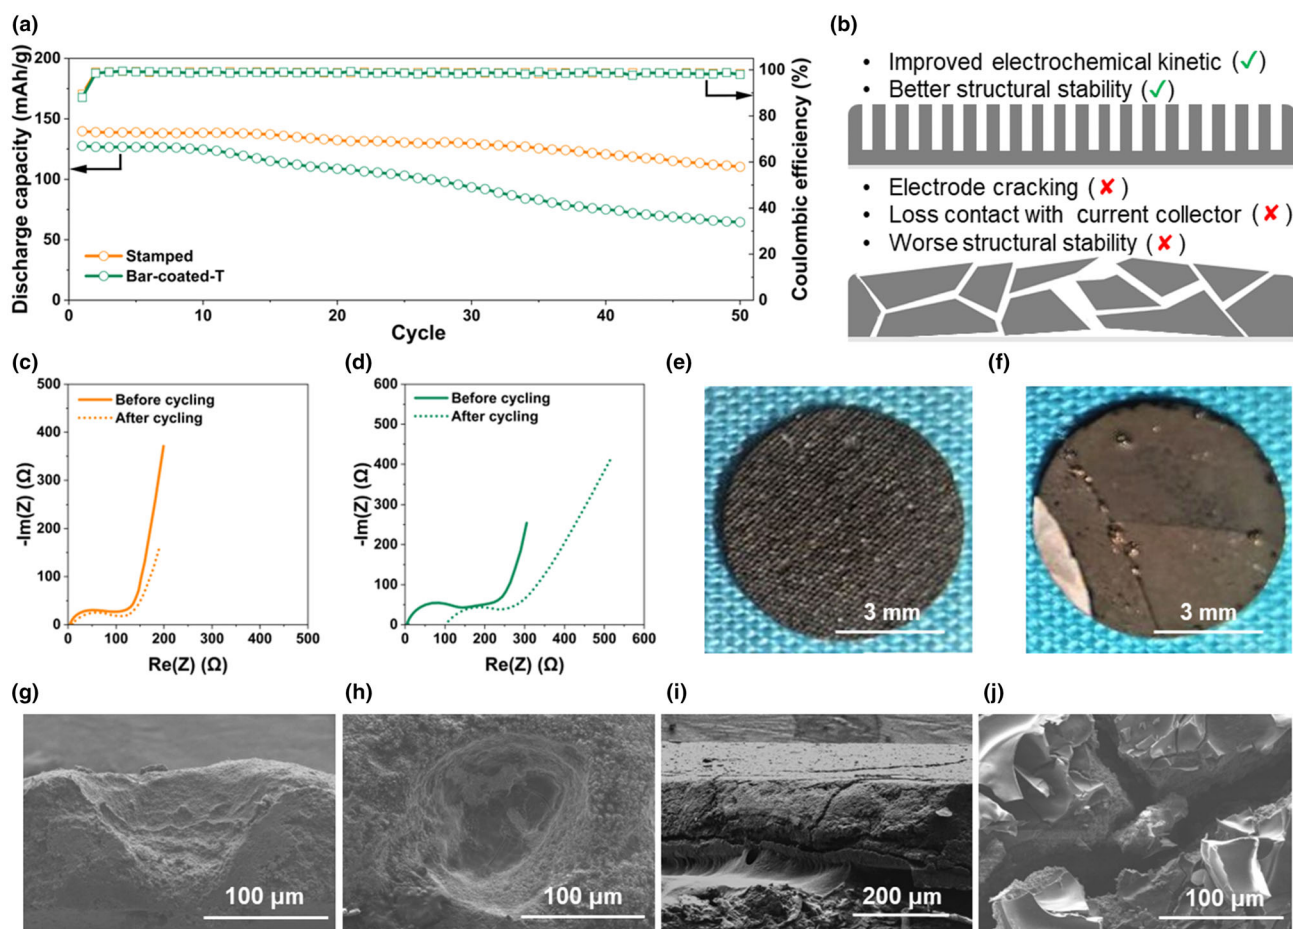 (a)
Discharge capacity (mAh/g)
200
150
100
50
0
100
80
60
40
20
0
Coulombic efficiency (%)
Stamped
Bar-coated-T
0
10
20
30
40
50
Cycle
(b)
• Improved electrochemical kinetic (✓)
• Better structural stability (✓)
• Electrode cracking (✘)
• Loss contact with current collector (✘)
• Worse structural stability (✘)
(c)
-Im(Z) (Ω)
500
400
300
200
100
0
Before cycling
After cycling
0
100
200
300
400
500
Re(Z) (Ω)
(d)
-Im(Z) (Ω)
600
500
400
300
200
100
0
Before cycling
After cycling
0
100
200
300
400
500
600
Re(Z) (Ω)
(e)
3 mm
(f)
3 mm
(g)
100 µm
(h)
100 µm
(i)
200 µm
(j)
100 µm